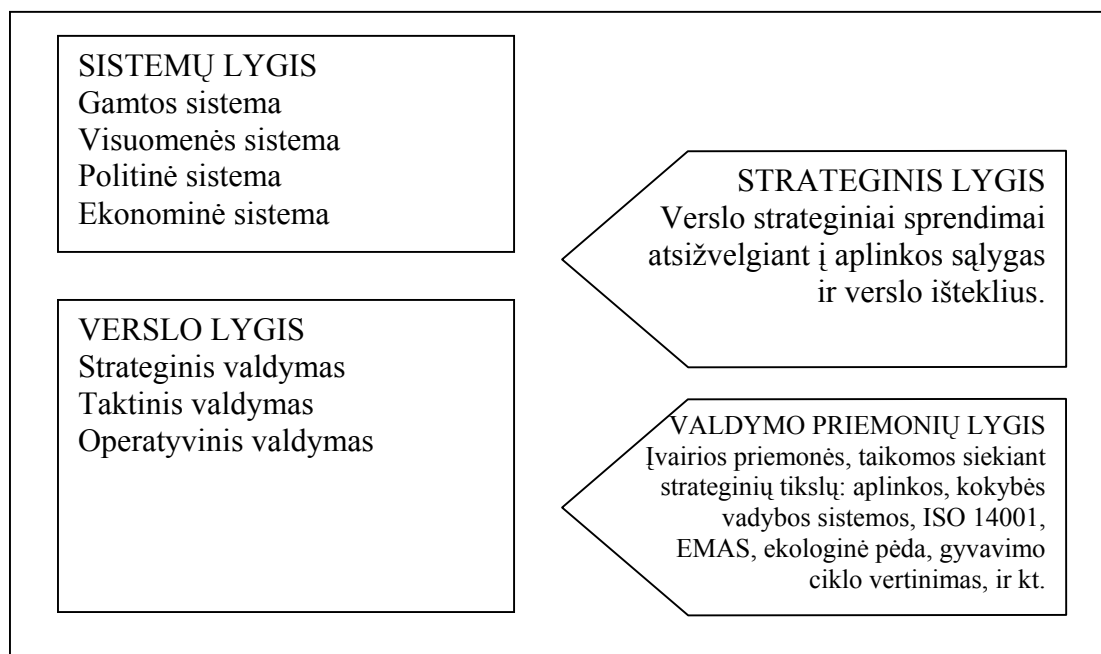 SISTEMŲ LYGIS
Gamtos sistema
Visuomenės sistema
Politinė sistema
Ekonominė sistema
STRATEGINIS LYGIS
Verslo strateginiai sprendimai
atsižvelgiant į aplinkos sąlygas
ir verslo išteklius.
VERSLO LYGIS
Strateginis valdymas
Taktinis valdymas
Operatyvinis valdymas
VALDYMO PRIEMONIŲ LYGIS
Įvairios priemonės, taikomos siekiant
strateginių tikslų: aplinkos, kokybės
vadybos sistemos, ISO 14001,
EMAS, ekologinė pėda, gyvavimo
ciklo vertinimas, ir kt.